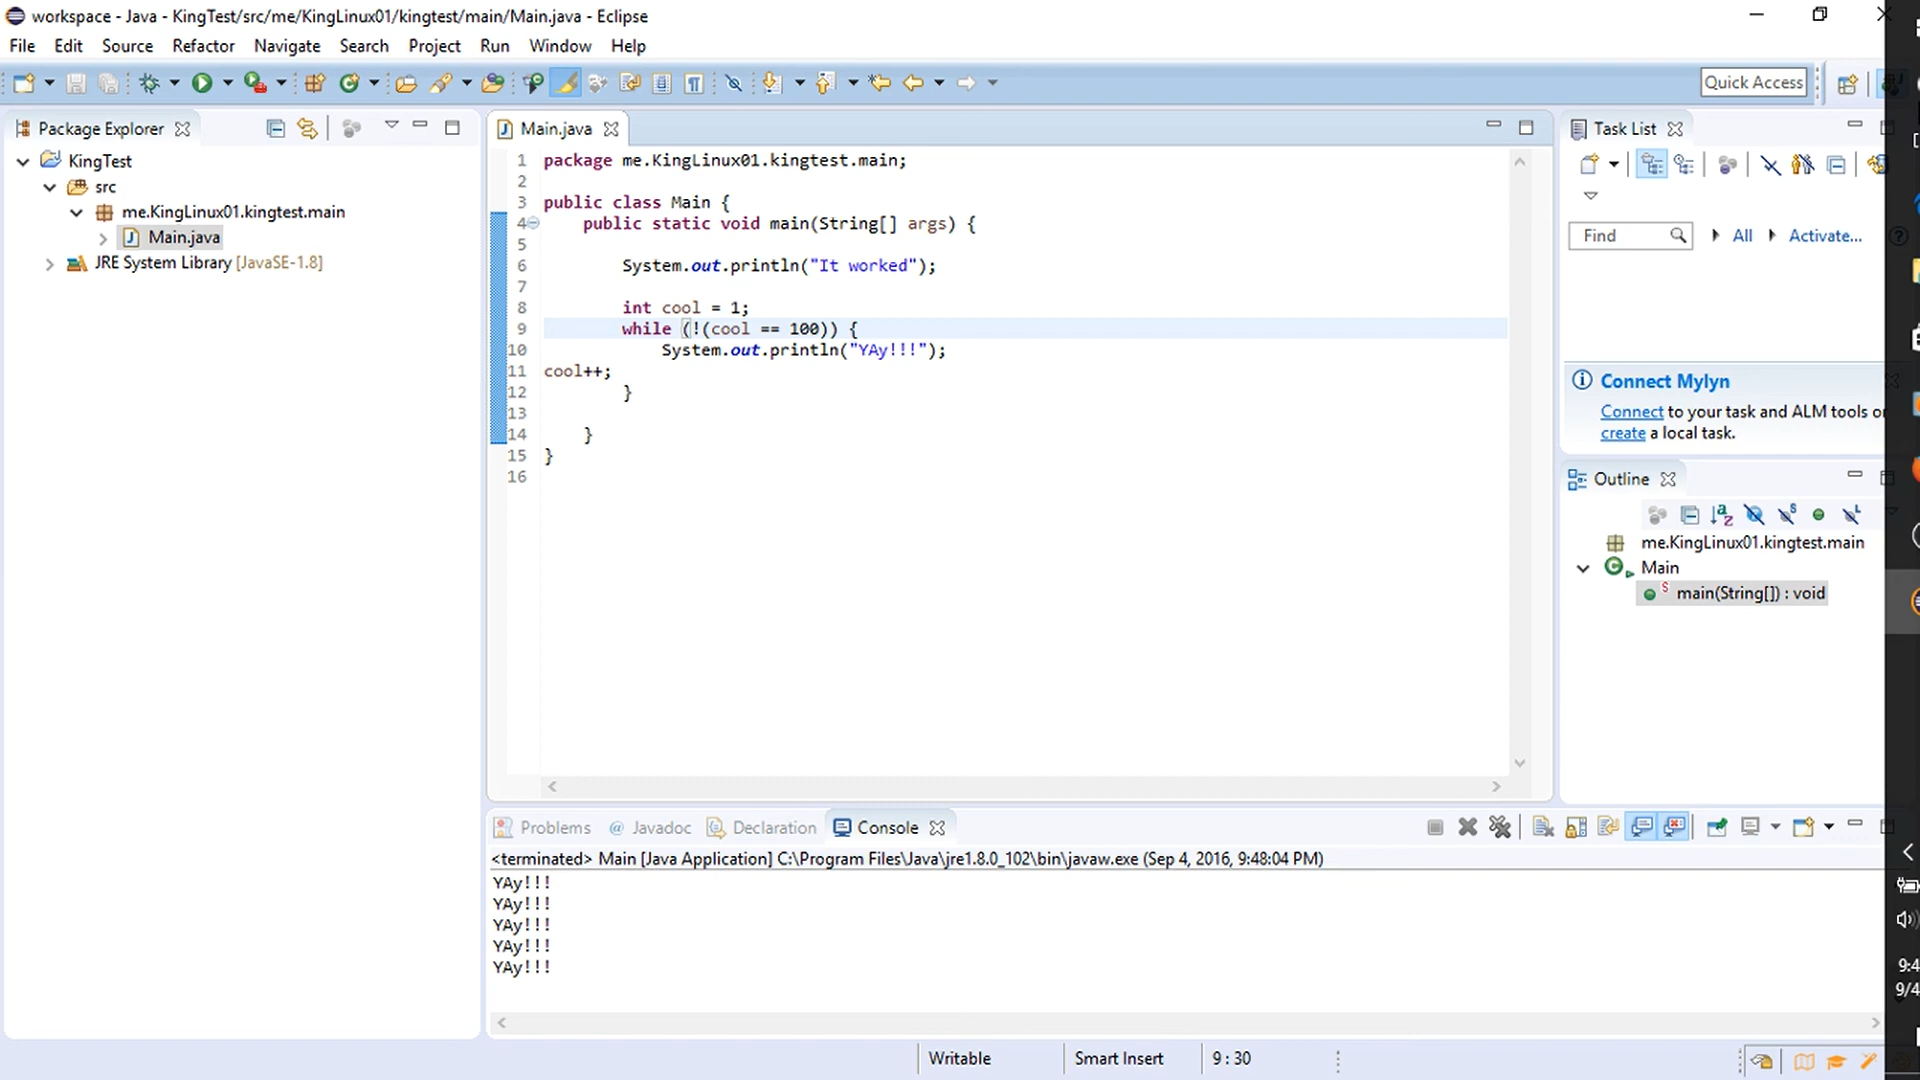 workspace - Java - KingTest/src/me/KingLinux01/kingtest/main/Main.java - Eclipse
File Edit Source Refactor Navigate Search Project Run Window Help
Quick Access
Package Explorer
KingTest
src
me.KingLinux01.kingtest.main
Main.java
JRE System Library [JavaSE-1.8]
Main.java
1 package me.KingLinux01.kingtest.main;
2
3 public class Main {
4 public static void main(String[] args) {
5
6 System.out.println("It worked");
7
8 int cool = 1;
9 while (!(cool == 100)) {
10 System.out.println("YAy!!!");
11 cool++;
12 }
13
14 }
15 }
16
Task List
Find All Activate...
Connect Mylyn
Connect to your task and ALM tools or
create a local task.
Outline
me.KingLinux01.kingtest.main
Main
main(String[]) : void
Problems Javadoc Declaration Console
<terminated> Main [Java Application] C:\Program Files\Java\jre1.8.0_102\bin\javaw.exe (Sep 4, 2016, 9:48:04 PM)
YAy!!!
YAy!!!
YAy!!!
YAy!!!
YAy!!!
Writable Smart Insert 9 : 30
9:4
9/4